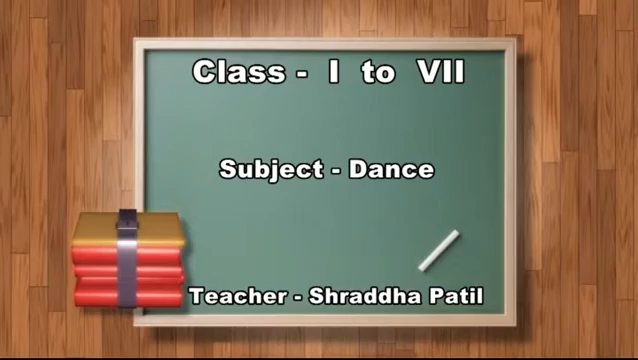 Class - I to VII
Subject - Dance
Teacher - Shraddha Patil